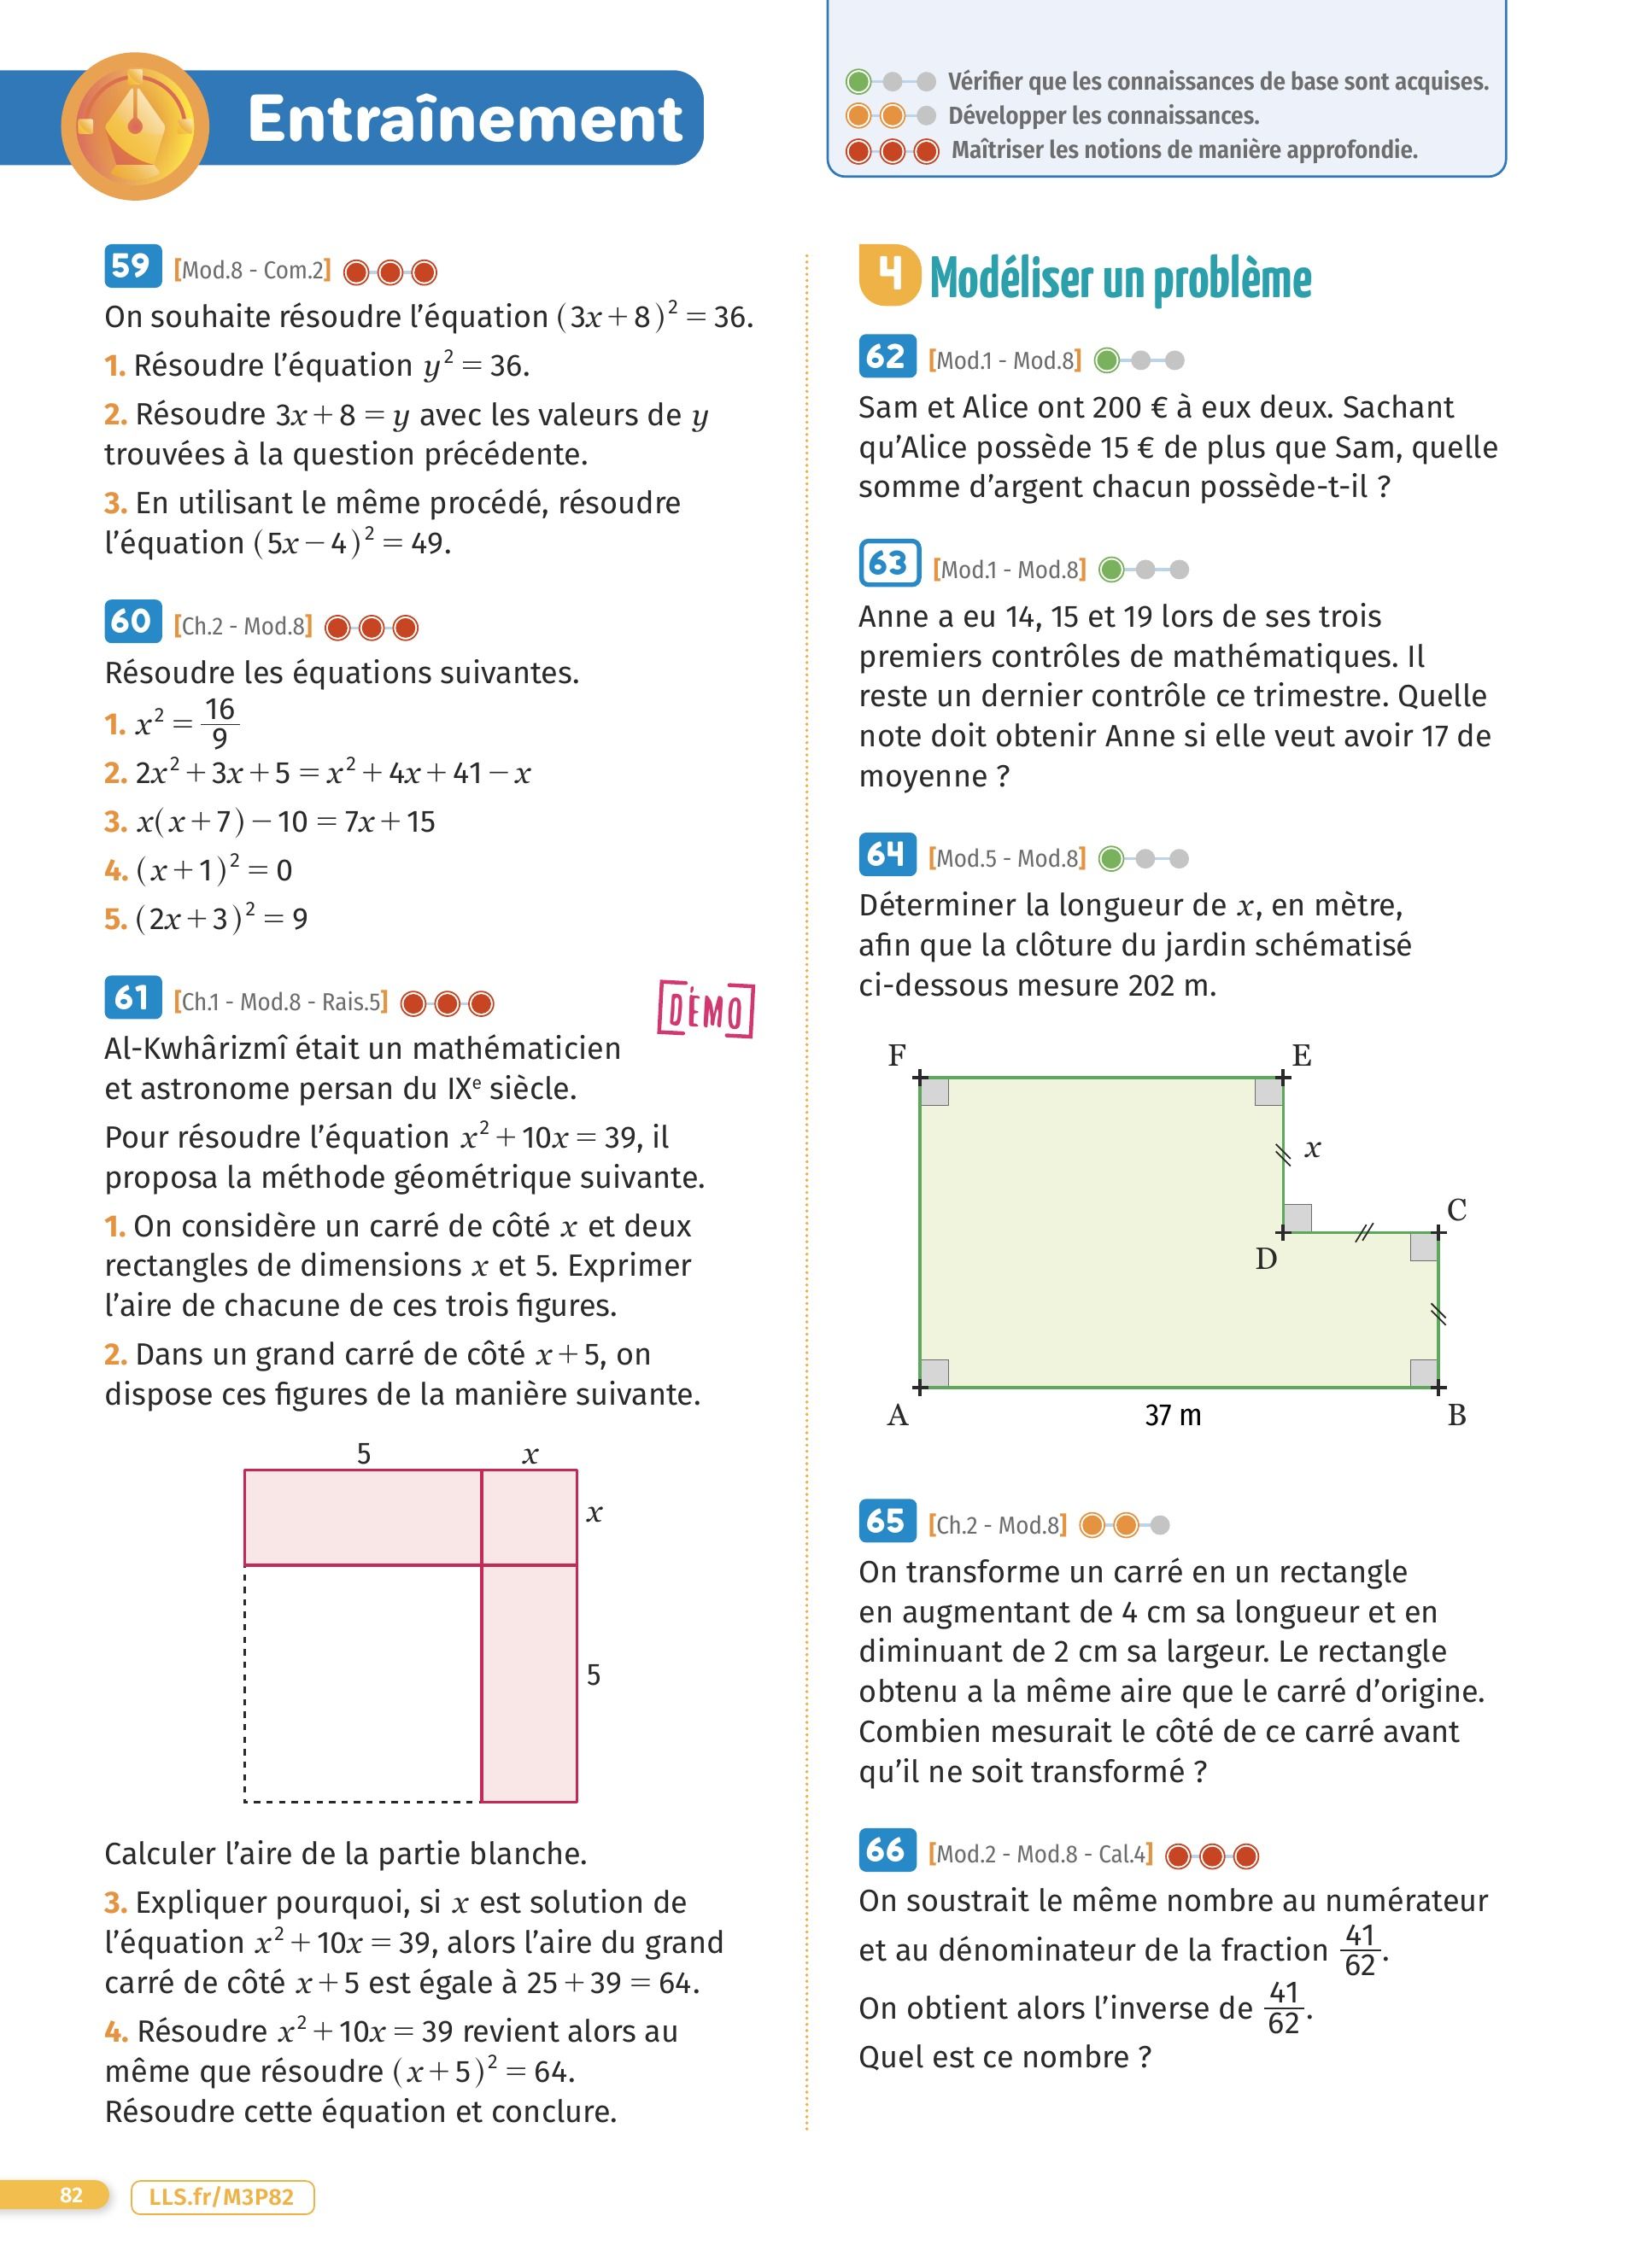 Entraînement
Vérifier que les connaissances de base sont acquises.
Développer les connaissances.
Maîtriser les notions de manière approfondie.
59 [Mod.8 - Com.2]
On souhaite résoudre l’équation (3x + 8)² = 36.
1. Résoudre l’équation y² = 36.
2. Résoudre 3x + 8 = y avec les valeurs de y
trouvées à la question précédente.
3. En utilisant le même procédé, résoudre
l’équation (5x − 4)² = 49.
60 [Ch.2 - Mod.8]
Résoudre les équations suivantes.
1. x² = 16/9
2. 2x² + 3x + 5 = x² + 4x + 41 − x
3. x(x + 7) − 10 = 7x + 15
4. (x + 1)² = 0
5. (2x + 3)² = 9
61 [Ch.1 - Mod.8 - Rais.5]
DÉMO
Al-Kwhârizmî était un mathématicien
et astronome persan du IXe siècle.
Pour résoudre l’équation x² + 10x = 39, il
proposa la méthode géométrique suivante.
1. On considère un carré de côté x et deux
rectangles de dimensions x et 5. Exprimer
l’aire de chacune de ces trois figures.
2. Dans un grand carré de côté x + 5, on
dispose ces figures de la manière suivante.
5 x
x
5
Calculer l’aire de la partie blanche.
3. Expliquer pourquoi, si x est solution de
l’équation x² + 10x = 39, alors l’aire du grand
carré de côté x + 5 est égale à 25 + 39 = 64.
4. Résoudre x² + 10x = 39 revient alors au
même que résoudre (x + 5)² = 64.
Résoudre cette équation et conclure.
4 Modéliser un problème
62 [Mod.1 - Mod.8]
Sam et Alice ont 200 € à eux deux. Sachant
qu’Alice possède 15 € de plus que Sam, quelle
somme d’argent chacun possède-t-il ?
63 [Mod.1 - Mod.8]
Anne a eu 14, 15 et 19 lors de ses trois
premiers contrôles de mathématiques. Il
reste un dernier contrôle ce trimestre. Quelle
note doit obtenir Anne si elle veut avoir 17 de
moyenne ?
64 [Mod.5 - Mod.8]
Déterminer la longueur de x, en mètre,
afin que la clôture du jardin schématisé
ci-dessous mesure 202 m.
F E
x
C
D
A 37 m B
65 [Ch.2 - Mod.8]
On transforme un carré en un rectangle
en augmentant de 4 cm sa longueur et en
diminuant de 2 cm sa largeur. Le rectangle
obtenu a la même aire que le carré d’origine.
Combien mesurait le côté de ce carré avant
qu’il ne soit transformé ?
66 [Mod.2 - Mod.8 - Cal.4]
On soustrait le même nombre au numérateur
et au dénominateur de la fraction 41/62.
On obtient alors l’inverse de 41/62.
Quel est ce nombre ?
82 LLS.fr/M3P82